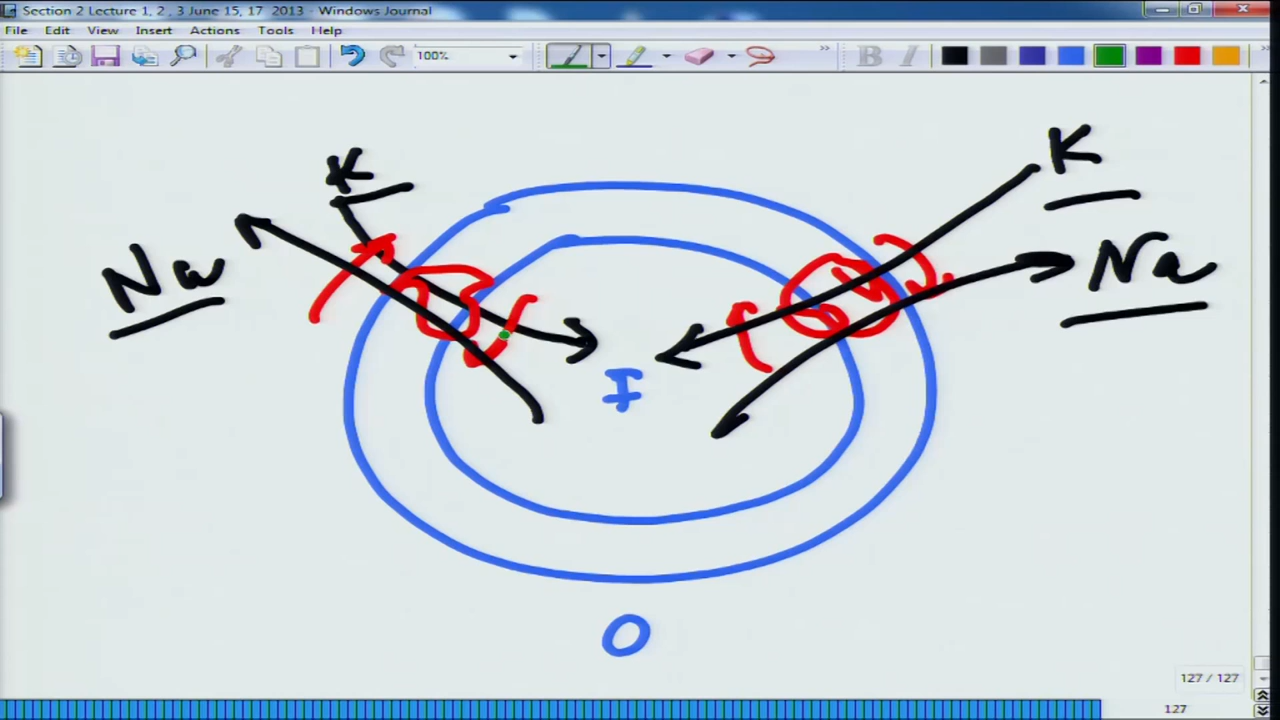 Section 2 Lecture 1, 2 , 3 June 15, 17 2013 - Windows Journal
File Edit View Insert Actions Tools Help
100%
B I
K
K
Na
Na
I
O
127 / 127
127